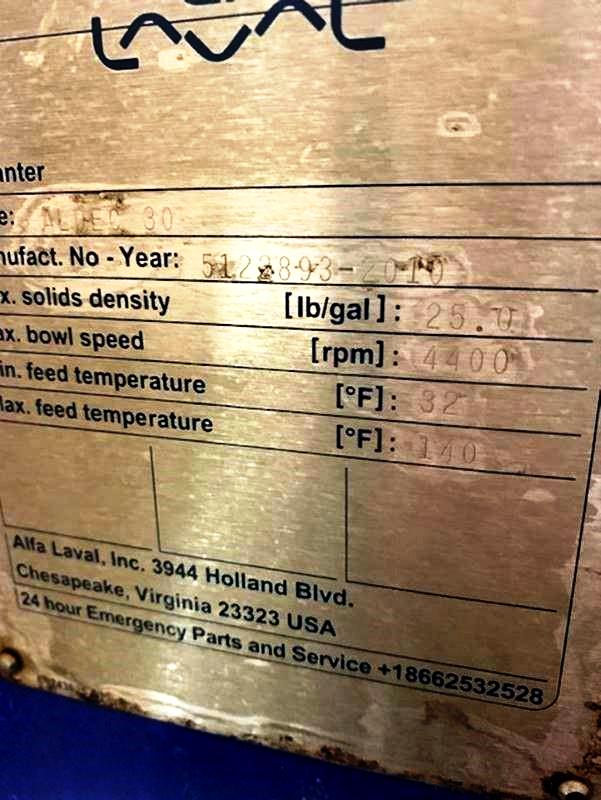 LAVAL
anter
e: ALDEC 30
nufact. No - Year: 5122893-2010
x. solids density [lb/gal]: 25.0
ax. bowl speed [rpm]: 4400
in. feed temperature [°F]: 32
lax. feed temperature [°F]: 140
Alfa Laval, Inc. 3944 Holland Blvd.
Chesapeake, Virginia 23323 USA
24 hour Emergency Parts and Service +18662532528